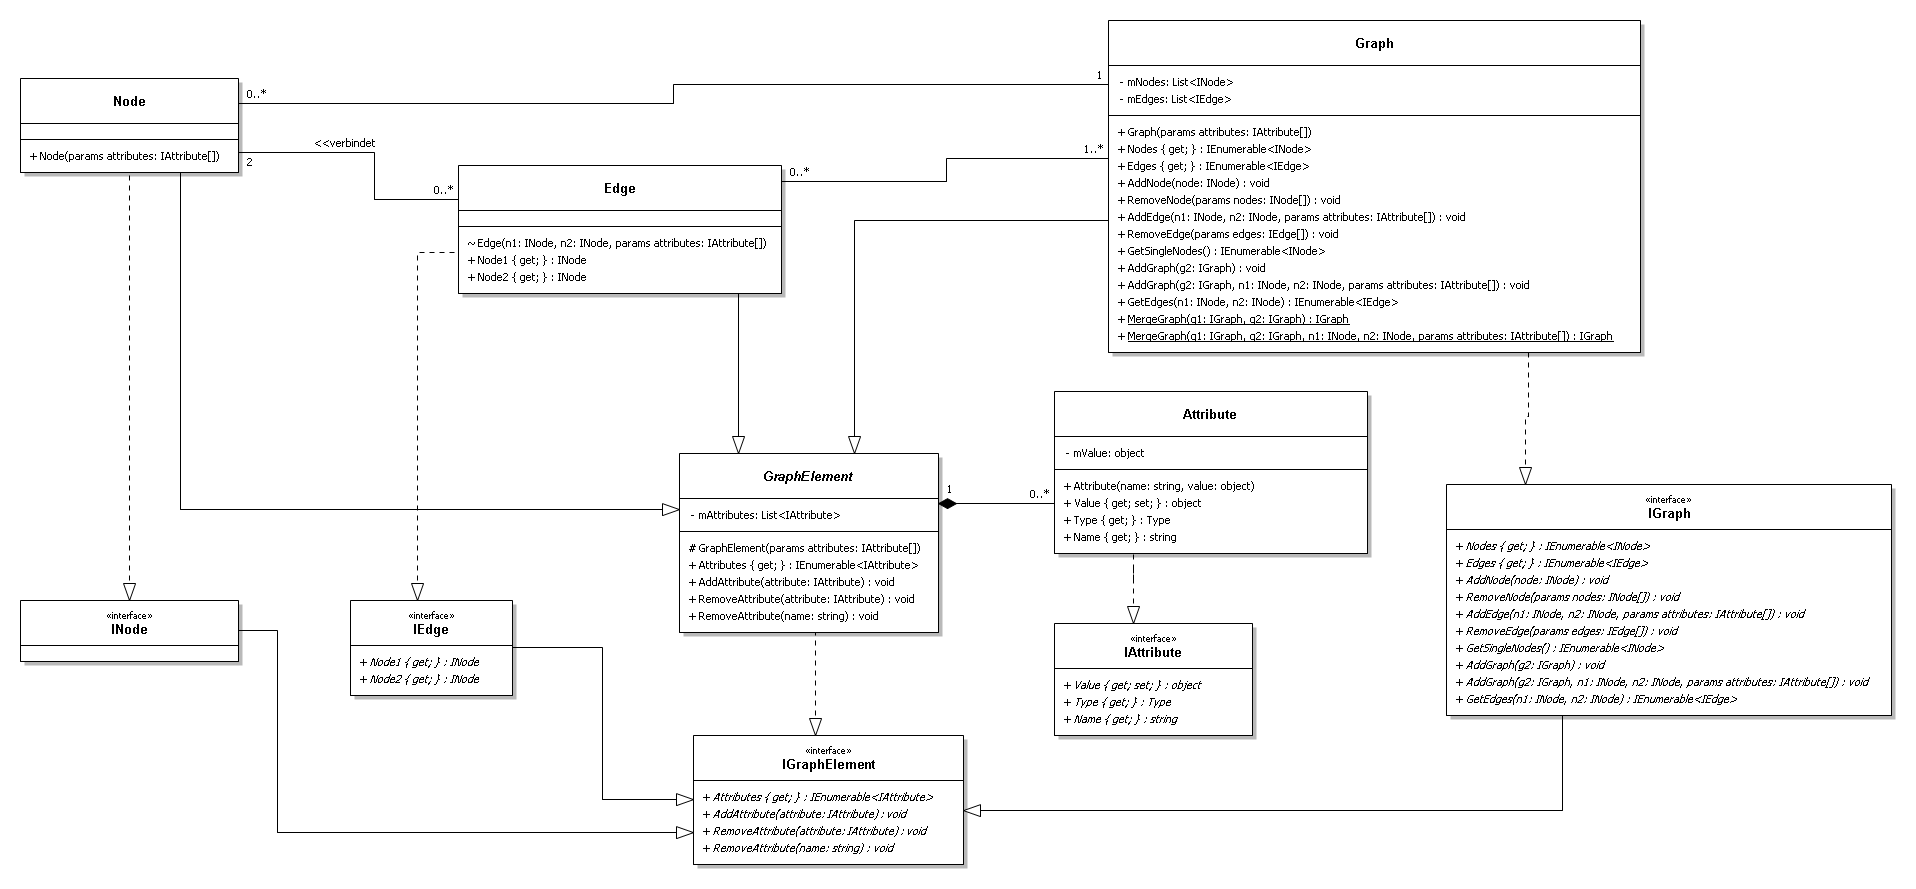 Graph
- mNodes: List<INode>
- mEdges: List<IEdge>
+ Graph(params attributes: IAttribute[])
+ Nodes { get; } : IEnumerable<INode>
+ Edges { get; } : IEnumerable<IEdge>
+ AddNode(node: INode) : void
+ RemoveNode(params nodes: INode[]) : void
+ AddEdge(n1: INode, n2: INode, params attributes: IAttribute[]) : void
+ RemoveEdge(params edges: IEdge[]) : void
+ GetSingleNodes() : IEnumerable<INode>
+ AddGraph(g2: IGraph) : void
+ AddGraph(g2: IGraph, n1: INode, n2: INode, params attributes: IAttribute[]) : void
+ GetEdges(n1: INode, n2: INode) : IEnumerable<IEdge>
+ MergeGraph(g1: IGraph, g2: IGraph) : IGraph
+ MergeGraph(g1: IGraph, g2: IGraph, n1: INode, n2: INode, params attributes: IAttribute[]) : IGraph
Node
+ Node(params attributes: IAttribute[])
0..*
1
<<verbindet
2
0..*
0..*
1..*
Edge
~ Edge(n1: INode, n2: INode, params attributes: IAttribute[])
+ Node1 { get; } : INode
+ Node2 { get; } : INode
GraphElement
- mAttributes: List<IAttribute>
# GraphElement(params attributes: IAttribute[])
+ Attributes { get; } : IEnumerable<IAttribute>
+ AddAttribute(attribute: IAttribute) : void
+ RemoveAttribute(attribute: IAttribute) : void
+ RemoveAttribute(name: string) : void
1
0..*
Attribute
- mValue: object
+ Attribute(name: string, value: object)
+ Value { get; set; } : object
+ Type { get; } : Type
+ Name { get; } : string
«interface»
IGraph
+ Nodes { get; } : IEnumerable<INode>
+ Edges { get; } : IEnumerable<IEdge>
+ AddNode(node: INode) : void
+ RemoveNode(params nodes: INode[]) : void
+ AddEdge(n1: INode, n2: INode, params attributes: IAttribute[]) : void
+ RemoveEdge(params edges: IEdge[]) : void
+ GetSingleNodes() : IEnumerable<INode>
+ AddGraph(g2: IGraph) : void
+ AddGraph(g2: IGraph, n1: INode, n2: INode, params attributes: IAttribute[]) : void
+ GetEdges(n1: INode, n2: INode) : IEnumerable<IEdge>
«interface»
INode
«interface»
IEdge
+ Node1 { get; } : INode
+ Node2 { get; } : INode
«interface»
IAttribute
+ Value { get; set; } : object
+ Type { get; } : Type
+ Name { get; } : string
«interface»
IGraphElement
+ Attributes { get; } : IEnumerable<IAttribute>
+ AddAttribute(attribute: IAttribute) : void
+ RemoveAttribute(attribute: IAttribute) : void
+ RemoveAttribute(name: string) : void